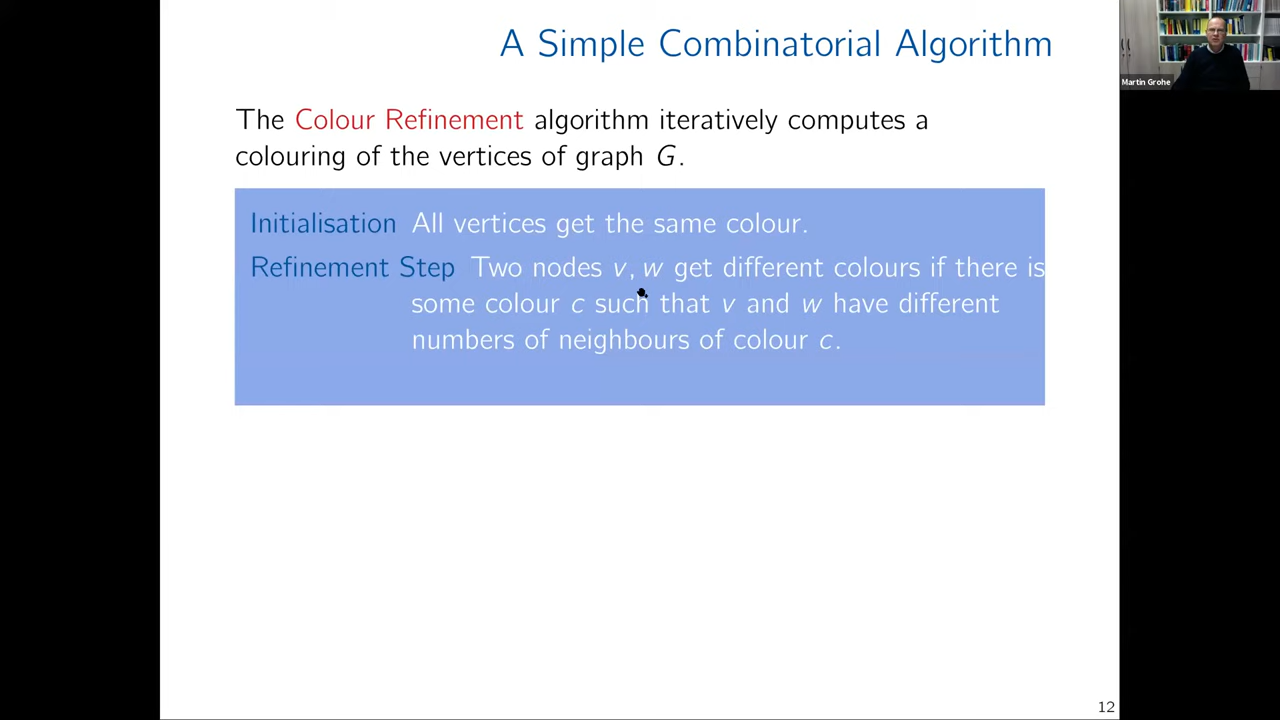 A Simple Combinatorial Algorithm
Martin Grohe
The Colour Refinement algorithm iteratively computes a
colouring of the vertices of graph G.
Initialisation All vertices get the same colour.
Refinement Step Two nodes v, w get different colours if there is
some colour c such that v and w have different
numbers of neighbours of colour c.
12